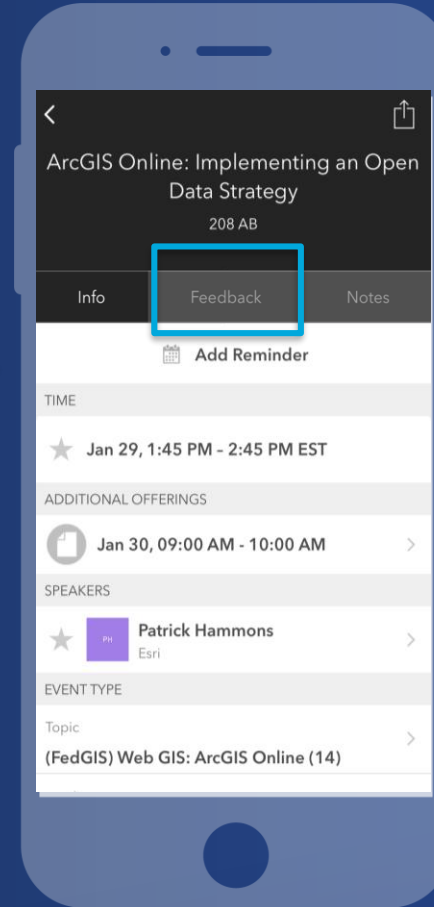 ArcGIS Online: Implementing an Open
Data Strategy
208 AB
Info Feedback Notes
Add Reminder
TIME
Jan 29, 1:45 PM – 2:45 PM EST
ADDITIONAL OFFERINGS
Jan 30, 09:00 AM - 10:00 AM
SPEAKERS
PH
Patrick Hammons
Esri
EVENT TYPE
Topic
(FedGIS) Web GIS: ArcGIS Online (14)